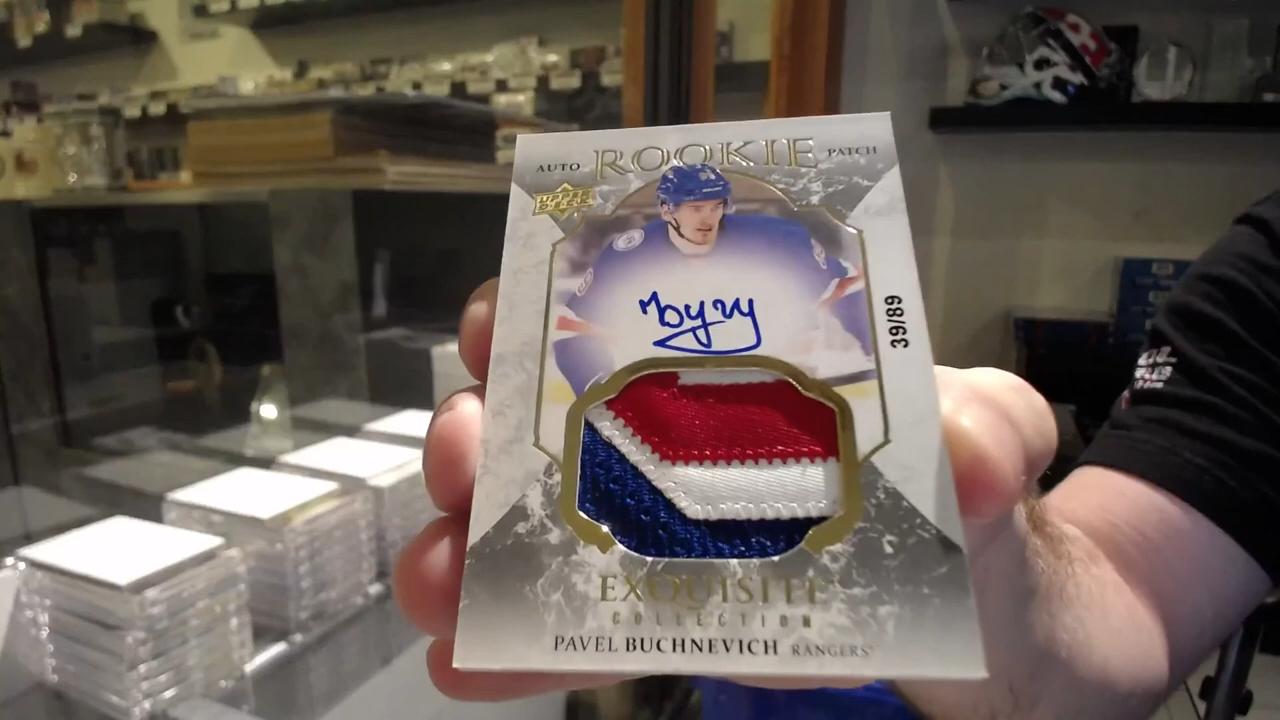 AUTO ROOKIE PATCH
UPPER DECK
39/89
EXQUISITE
COLLECTION
PAVEL BUCHNEVICH RANGERS